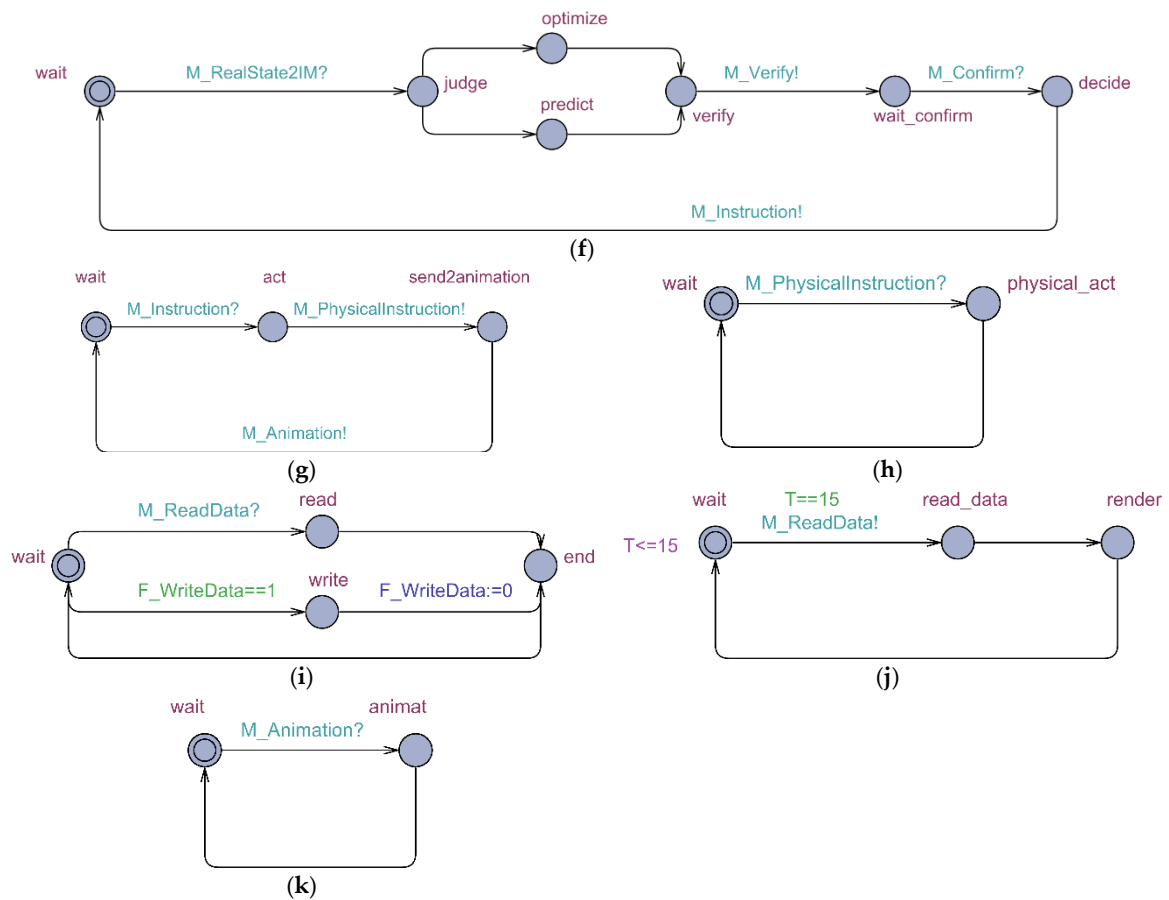 optimize
wait
M_RealState2IM?
judge
predict
verify
M_Verify!
wait_confirm
M_Confirm?
decide
M_Instruction!
(f)
wait
act
send2animation
M_Instruction?
M_PhysicalInstruction!
M_Animation!
(g)
wait
M_PhysicalInstruction?
physical_act
(h)
read
M_ReadData?
wait
end
write
F_WriteData==1
F_WriteData:=0
(i)
wait
T==15
read_data
render
M_ReadData!
T<=15
(j)
wait
animat
M_Animation?
(k)